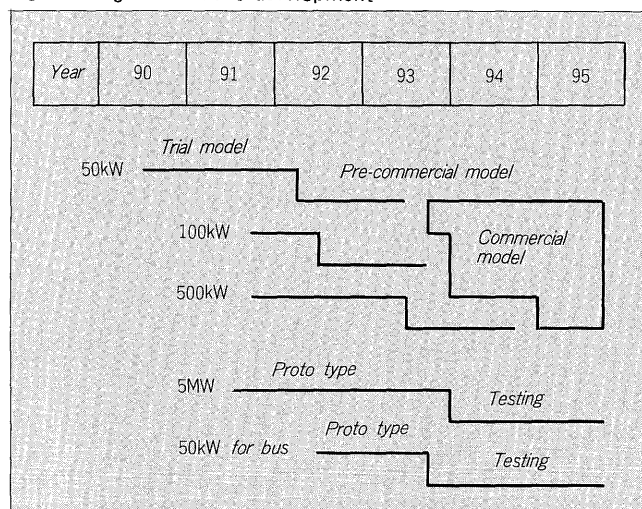 Year 90 91 92 93 94 95
Trial model
50kW Pre-commercial model
100kW Commercial
model
500kW
Proto type
5MW Testing
Proto type
50kW for bus Testing